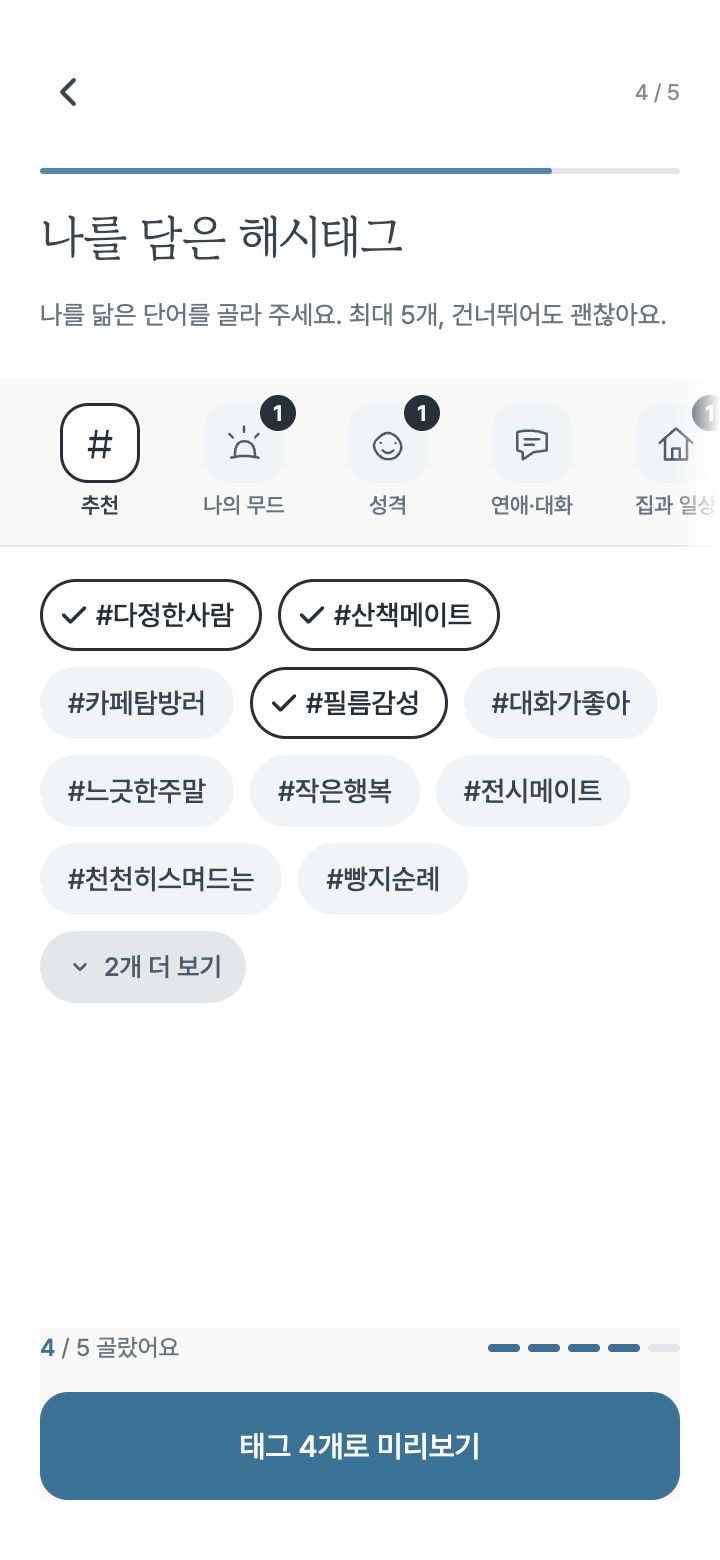 4 / 5
나를 담은 해시태그
나를 닮은 단어를 골라 주세요. 최대 5개, 건너뛰어도 괜찮아요.
1 1 1
#
추천 나의 무드 성격 연애·대화 집과 일상
#다정한사람 #산책메이트
#카페탐방러 #필름감성 #대화가좋아
#느긋한주말 #작은행복 #전시메이트
#천천히스며드는 #빵지순례
2개 더 보기
4 / 5 골랐어요
태그 4개로 미리보기